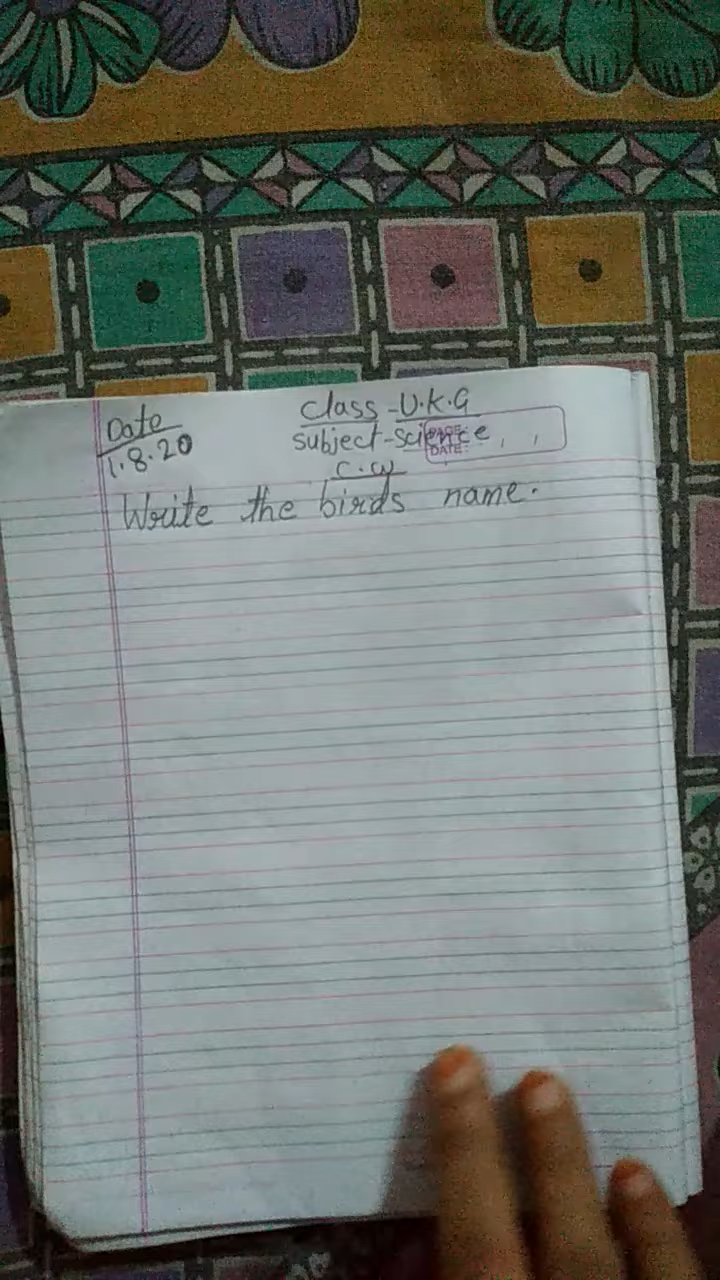 Date
1.8.20
Class-U.K.G
Subject-Science
PAGE:
DATE:
C.W
Write the birds name.